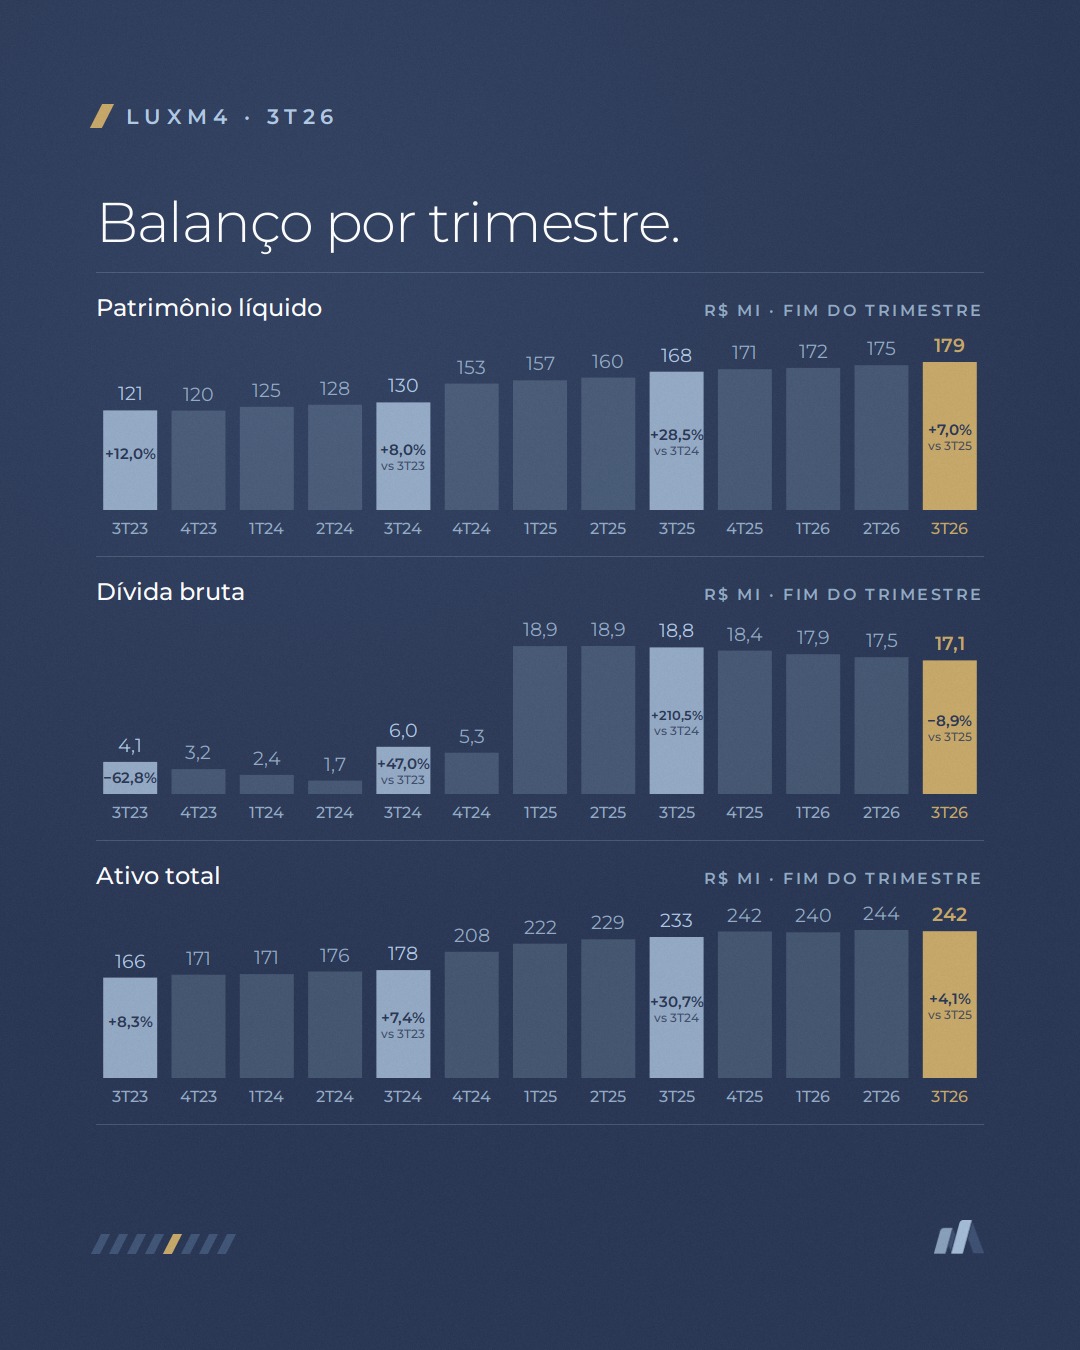 LUXM4 · 3T26
Balanço por trimestre.
Patrimônio líquido
R$ MI · FIM DO TRIMESTRE
121 120 125 128 130 153 157 160 168 171 172 175 179
+12,0% +8,0% +28,5% +7,0%
vs 3T23 vs 3T24 vs 3T25
3T23 4T23 1T24 2T24 3T24 4T24 1T25 2T25 3T25 4T25 1T26 2T26 3T26
Dívida bruta
R$ MI · FIM DO TRIMESTRE
4,1 3,2 2,4 1,7 6,0 5,3 18,9 18,9 18,8 18,4 17,9 17,5 17,1
−62,8% +47,0% +210,5% −8,9%
vs 3T23 vs 3T24 vs 3T25
3T23 4T23 1T24 2T24 3T24 4T24 1T25 2T25 3T25 4T25 1T26 2T26 3T26
Ativo total
R$ MI · FIM DO TRIMESTRE
166 171 171 176 178 208 222 229 233 242 240 244 242
+8,3% +7,4% +30,7% +4,1%
vs 3T23 vs 3T24 vs 3T25
3T23 4T23 1T24 2T24 3T24 4T24 1T25 2T25 3T25 4T25 1T26 2T26 3T26